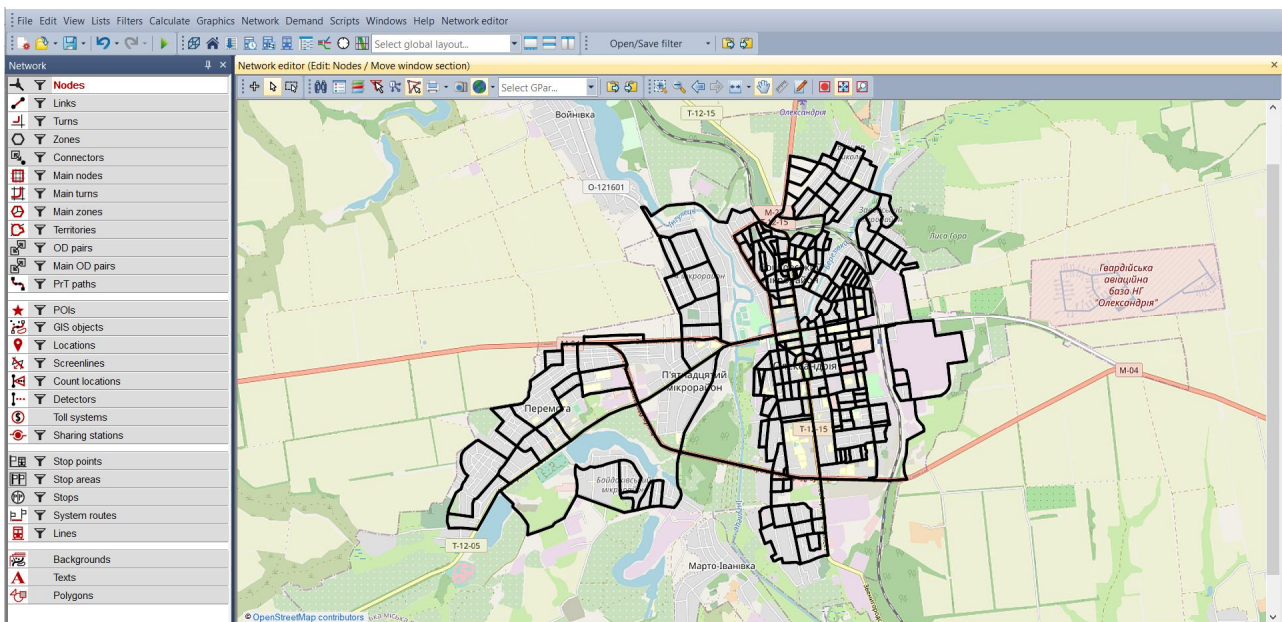 File Edit View Lists Filters Calculate Graphics Network Demand Scripts Windows Help Network editor
Select global layout...
Open/Save filter
Network
Network editor (Edit: Nodes / Move window section)
Select GPar...
Nodes
Links
Turns
Zones
Connectors
Main nodes
Main turns
Main zones
Territories
OD pairs
Main OD pairs
PrT paths
POIs
GIS objects
Locations
Screenlines
Count locations
Detectors
Toll systems
Sharing stations
Stop points
Stop areas
Stops
System routes
Lines
Backgrounds
Texts
Polygons
Войнівка
Т-12-15
Олександрія
О-121601
Інгулець
Лиса Гора
Гвардійська
авіаційна
база НГ
"Олександрія"
М-04
П'ятнадцятий
мікрорайон
Перемога
Т-12-05
Марто-Іванівка
© OpenStreetMap contributors